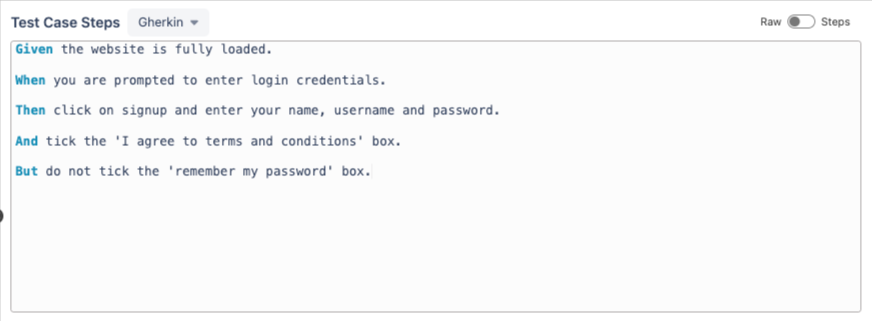 Test Case Steps Gherkin Raw Steps
Given the website is fully loaded.
When you are prompted to enter login credentials.
Then click on signup and enter your name, username and password.
And tick the 'I agree to terms and conditions' box.
But do not tick the 'remember my password' box.